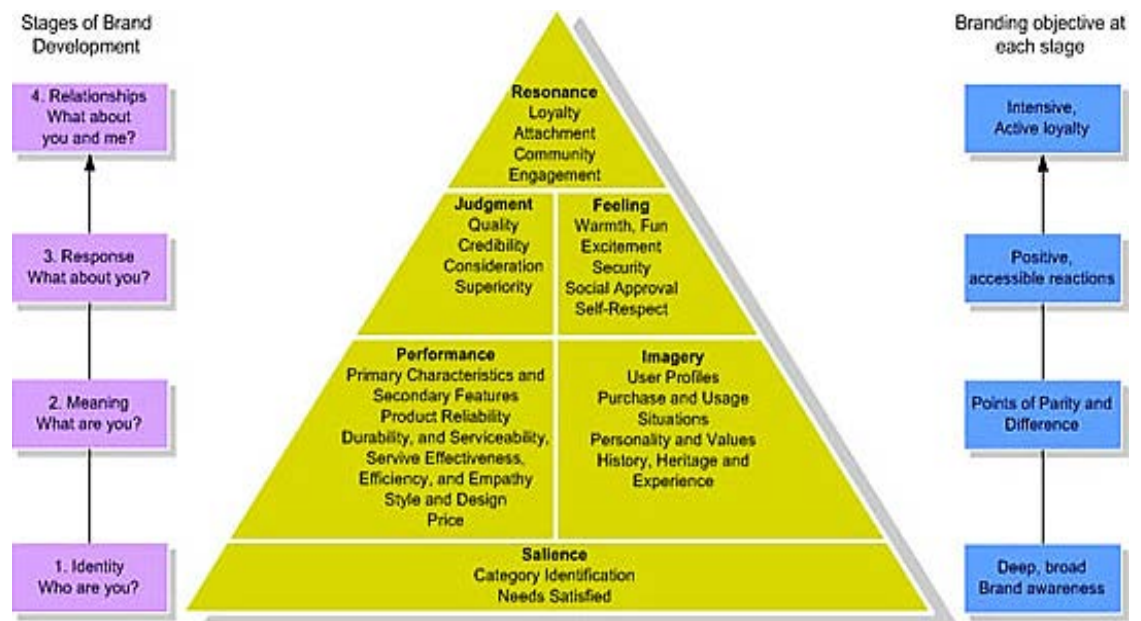 Stages of Brand
Development
4. Relationships
What about
you and me?
3. Response
What about you?
2. Meaning
What are you?
1. Identity
Who are you?
Resonance
Loyalty
Attachment
Community
Engagement
Judgment
Quality
Credibility
Consideration
Superiority
Feeling
Warmth, Fun
Excitement
Security
Social Approval
Self-Respect
Performance
Primary Characteristics and
Secondary Features
Product Reliability
Durability, and Serviceability,
Servive Effectiveness,
Efficiency, and Empathy
Style and Design
Price
Imagery
User Profiles
Purchase and Usage
Situations
Personality and Values
History, Heritage and
Experience
Salience
Category Identification
Needs Satisfied
Branding objective at
each stage
Intensive,
Active loyalty
Positive,
accessible reactions
Points of Parity and
Difference
Deep, broad
Brand awareness